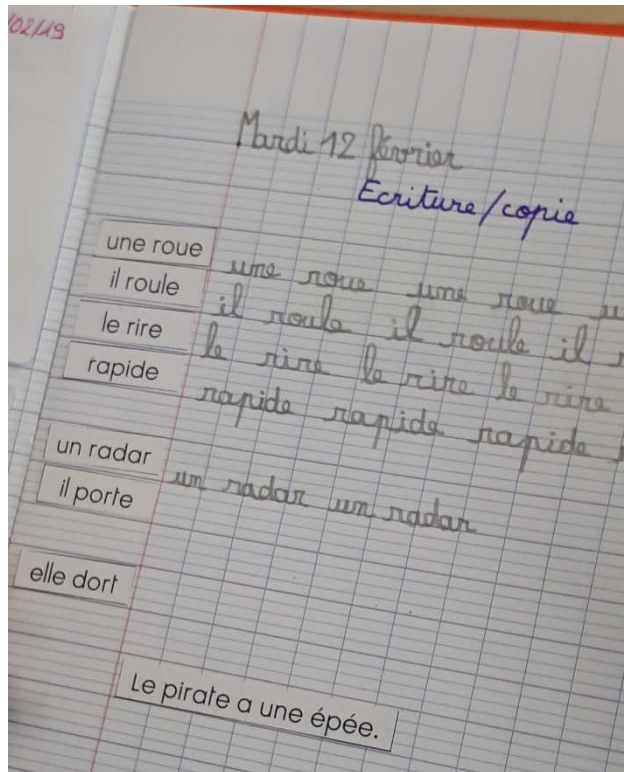 /02/19
Mardi 12 février
Ecriture/copie
une roue
une roue une roue u
il roule
il roule il roule il r
le rire
le rire le rire le rire
rapide
rapide rapide rapide r
un radar
un radar un radar
il porte
elle dort
Le pirate a une épée.